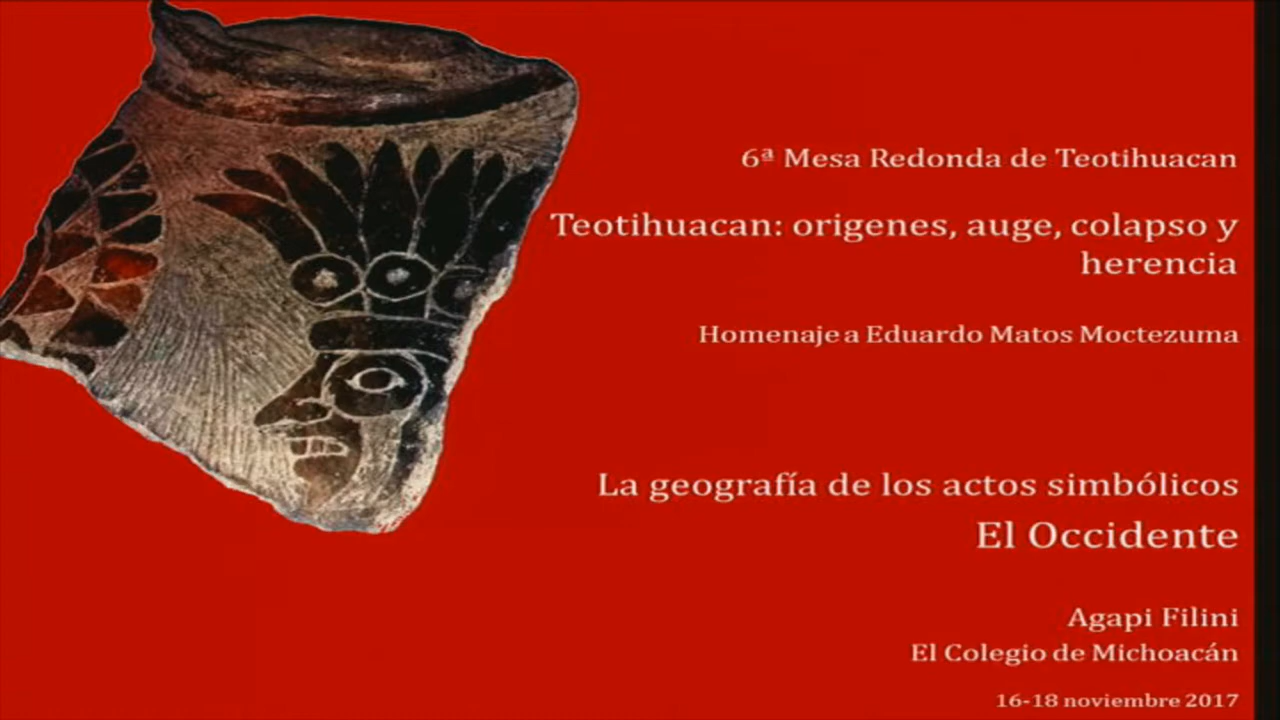 6ª Mesa Redonda de Teotihuacan
Teotihuacan: origenes, auge, colapso y
herencia
Homenaje a Eduardo Matos Moctezuma
La geografía de los actos simbólicos
El Occidente
Agapi Filini
El Colegio de Michoacán
16-18 noviembre 2017